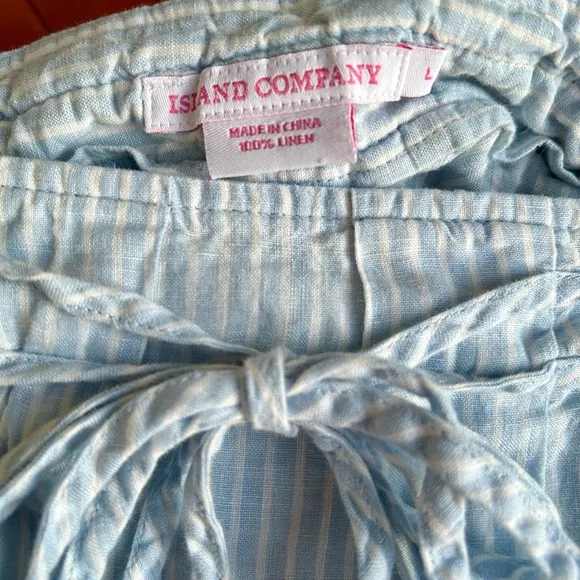 ISLAND COMPANY
L
MADE IN CHINA
100% LINEN